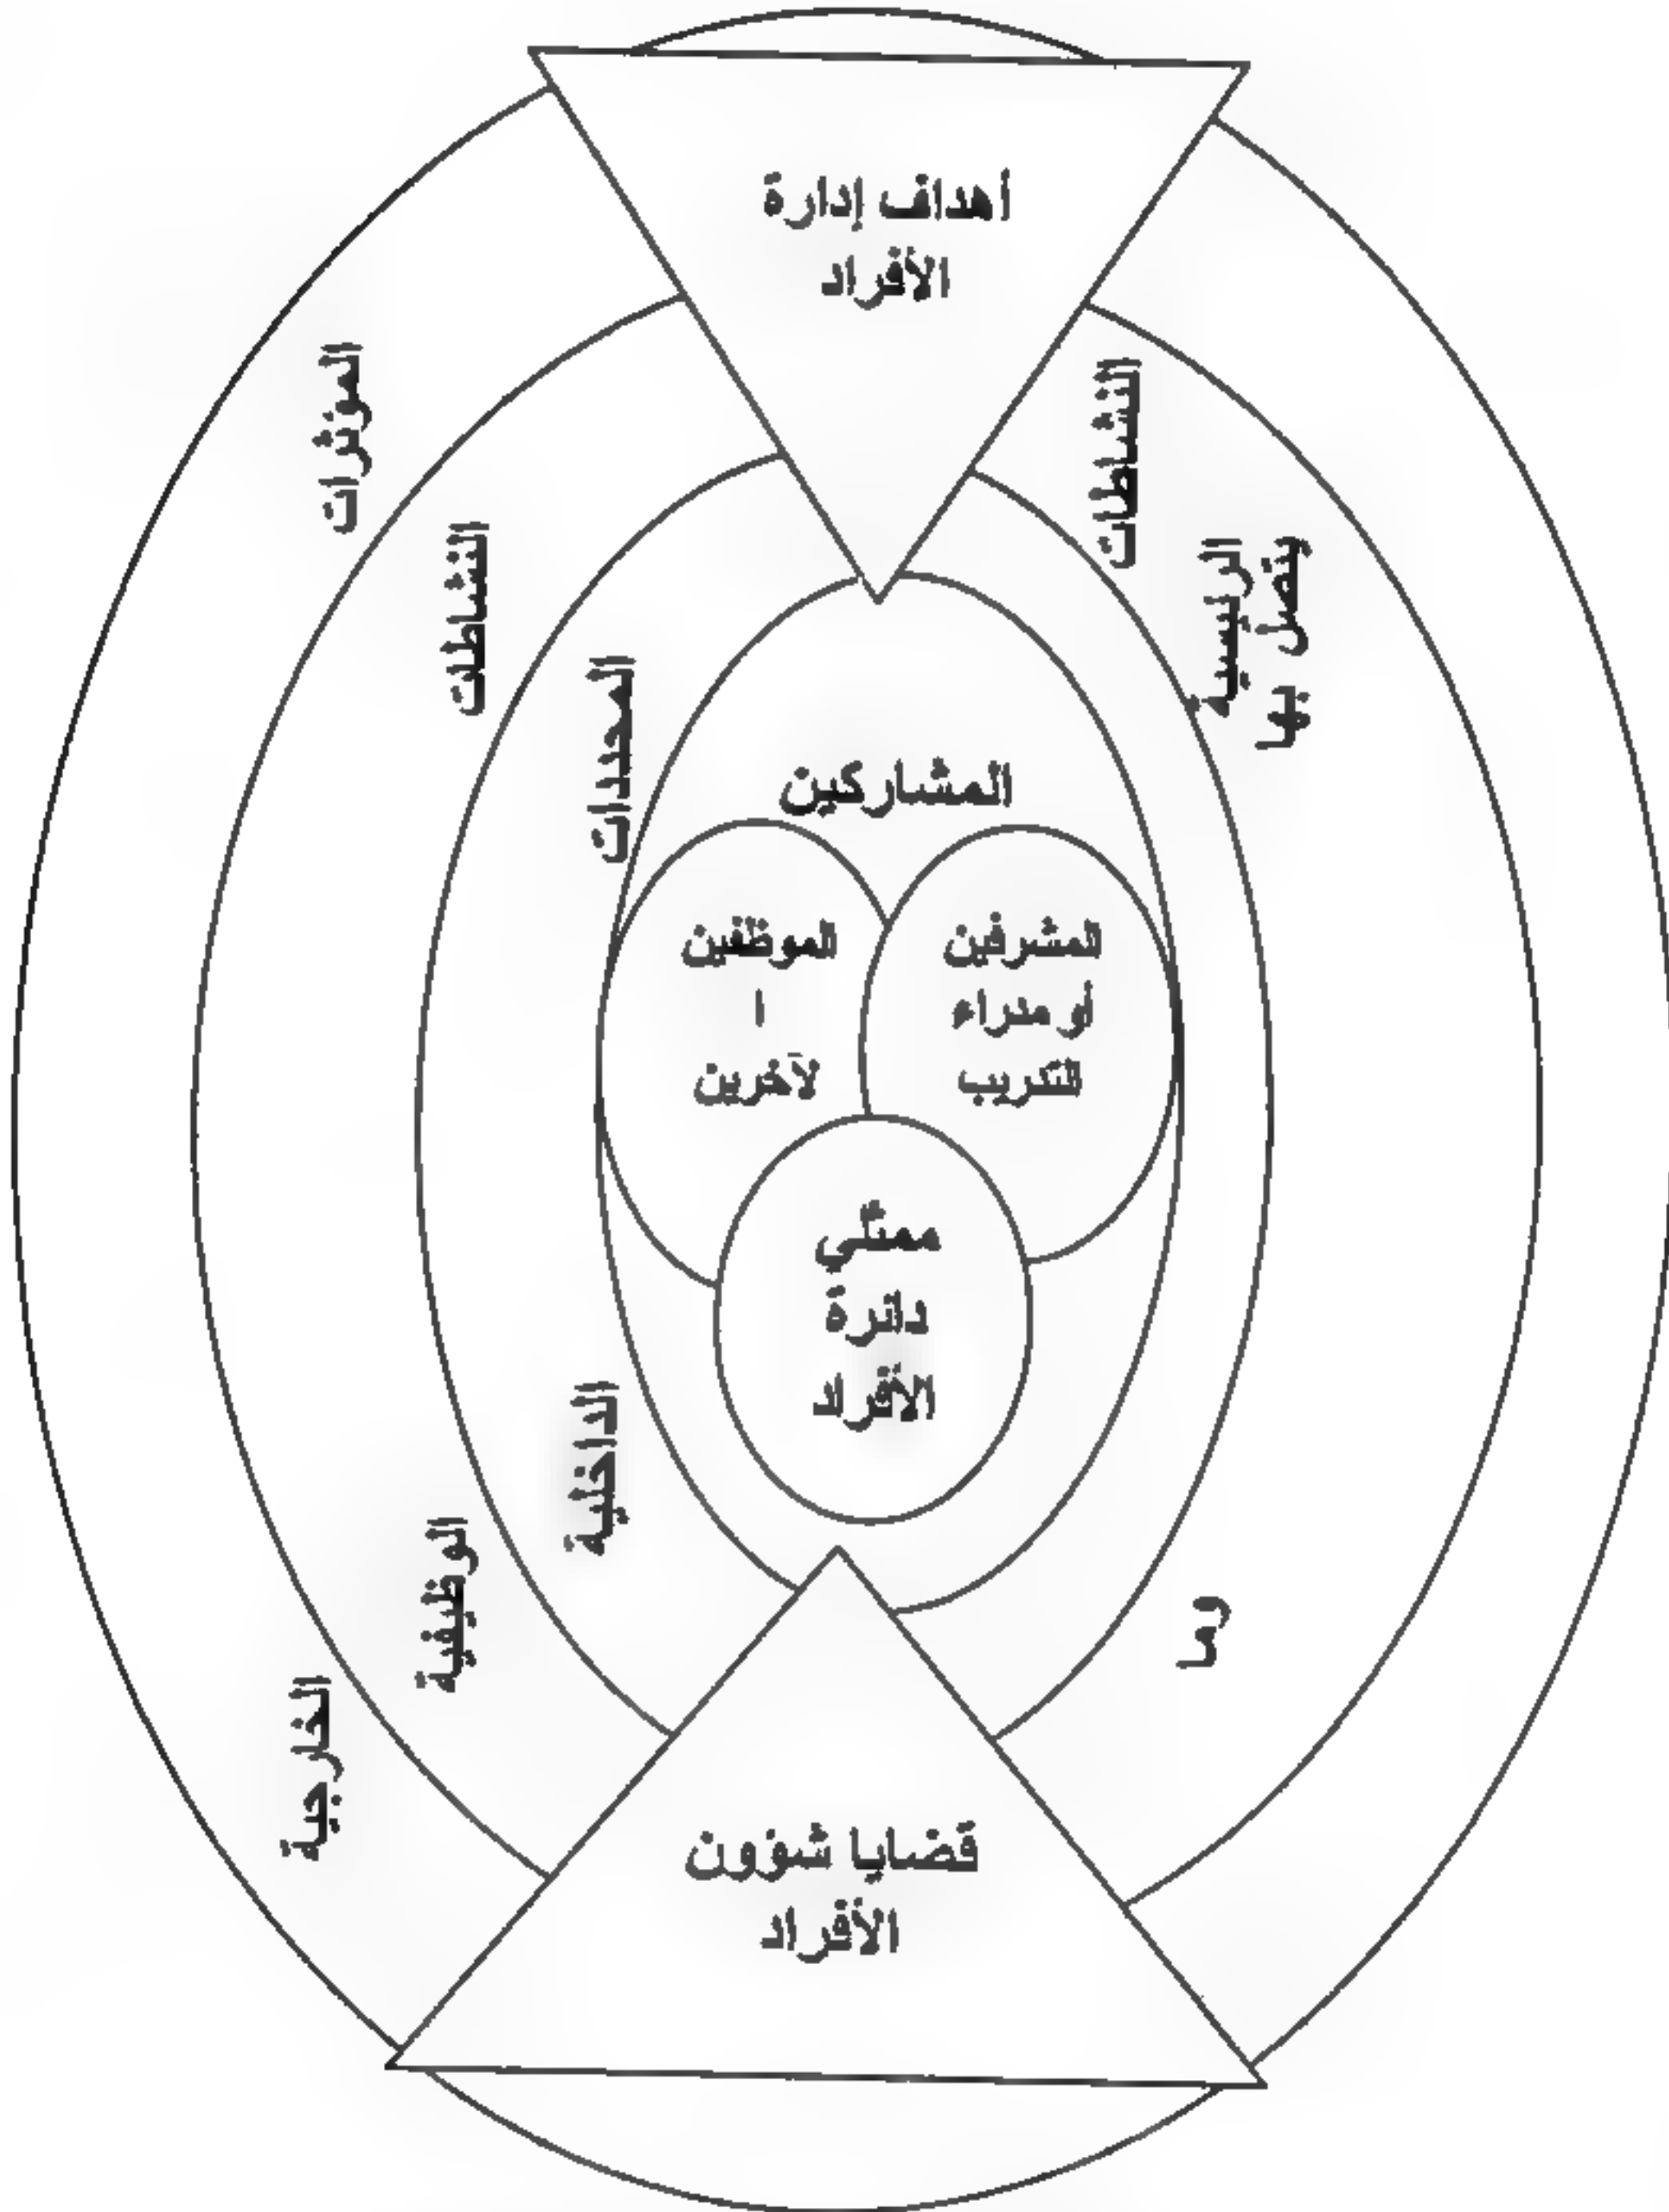 أهداف إدارة
الأفراد
المؤثرات
الخارجية
النشاطات
الوظيفية
المحددات
الداخلية
النشاطات
الرئيسية
وما
يتصل بها
المشاركين
المشرفين
أو مدراء
التدريب
الموظفين
ا
لآخرين
ممثلي
دائرة
الأفراد
قضايا شؤون
الأفراد